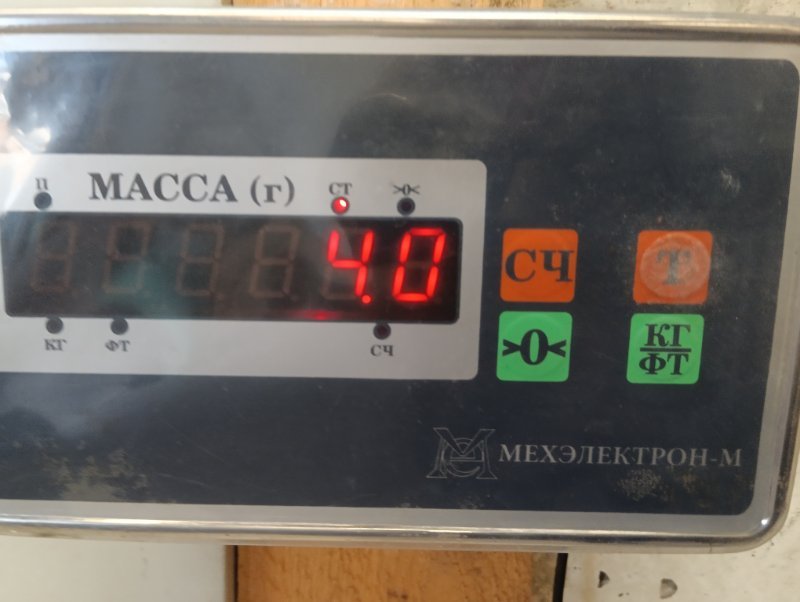 П МАССА (г) СТ >0<
4.0
КГ ФТ СЧ
СЧ Т
>0< КГ
ФТ
МЕХЭЛЕКТРОН-М